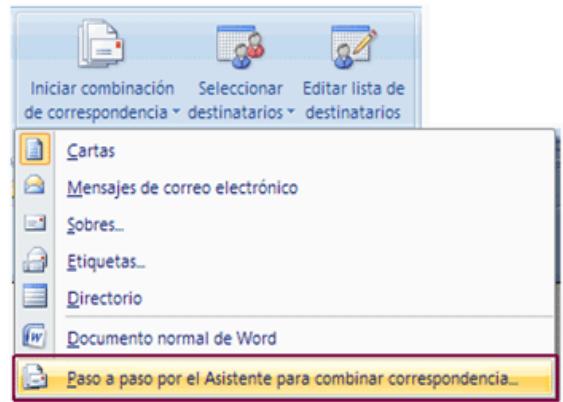 Iniciar combinación Seleccionar Editar lista de
de correspondencia destinatarios destinatarios
Cartas
Mensajes de correo electrónico
Sobres...
Etiquetas...
Directorio
Documento normal de Word
Paso a paso por el Asistente para combinar correspondencia...